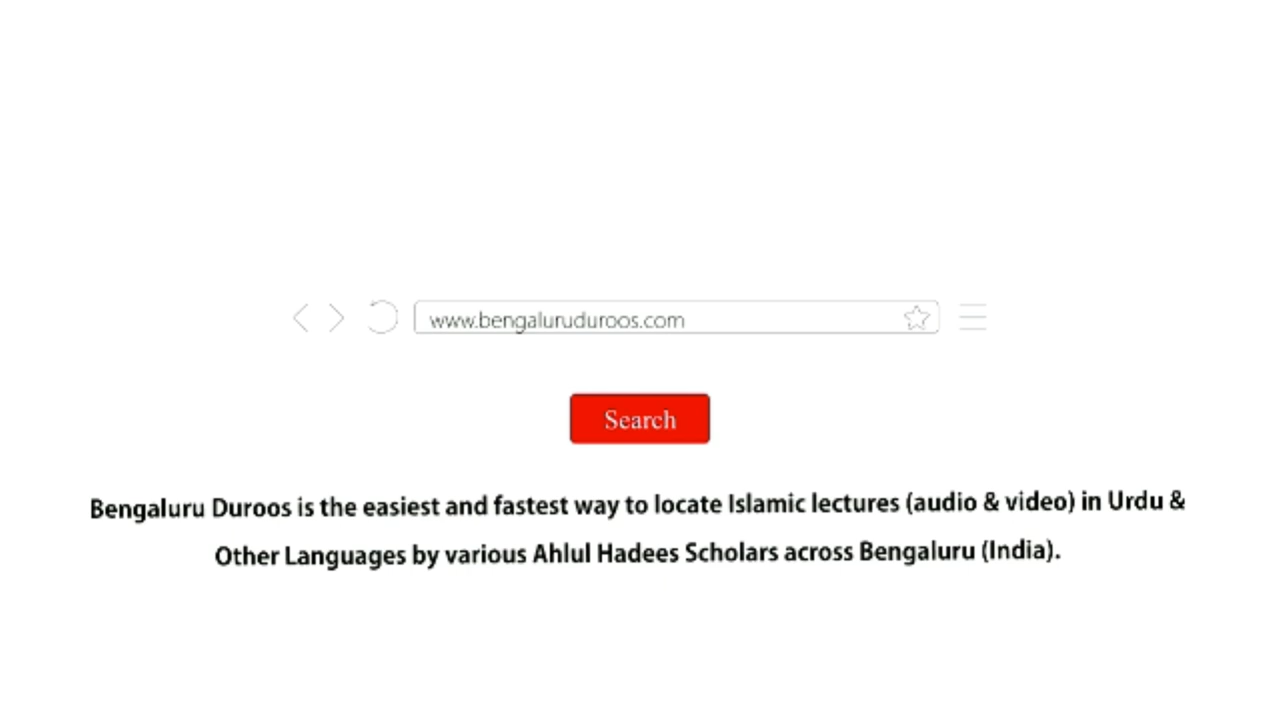 www.bengaluruduroos.com
Search
Bengaluru Duroos is the easiest and fastest way to locate Islamic lectures (audio & video) in Urdu &
Other Languages by various Ahlul Hadees Scholars across Bengaluru (India).